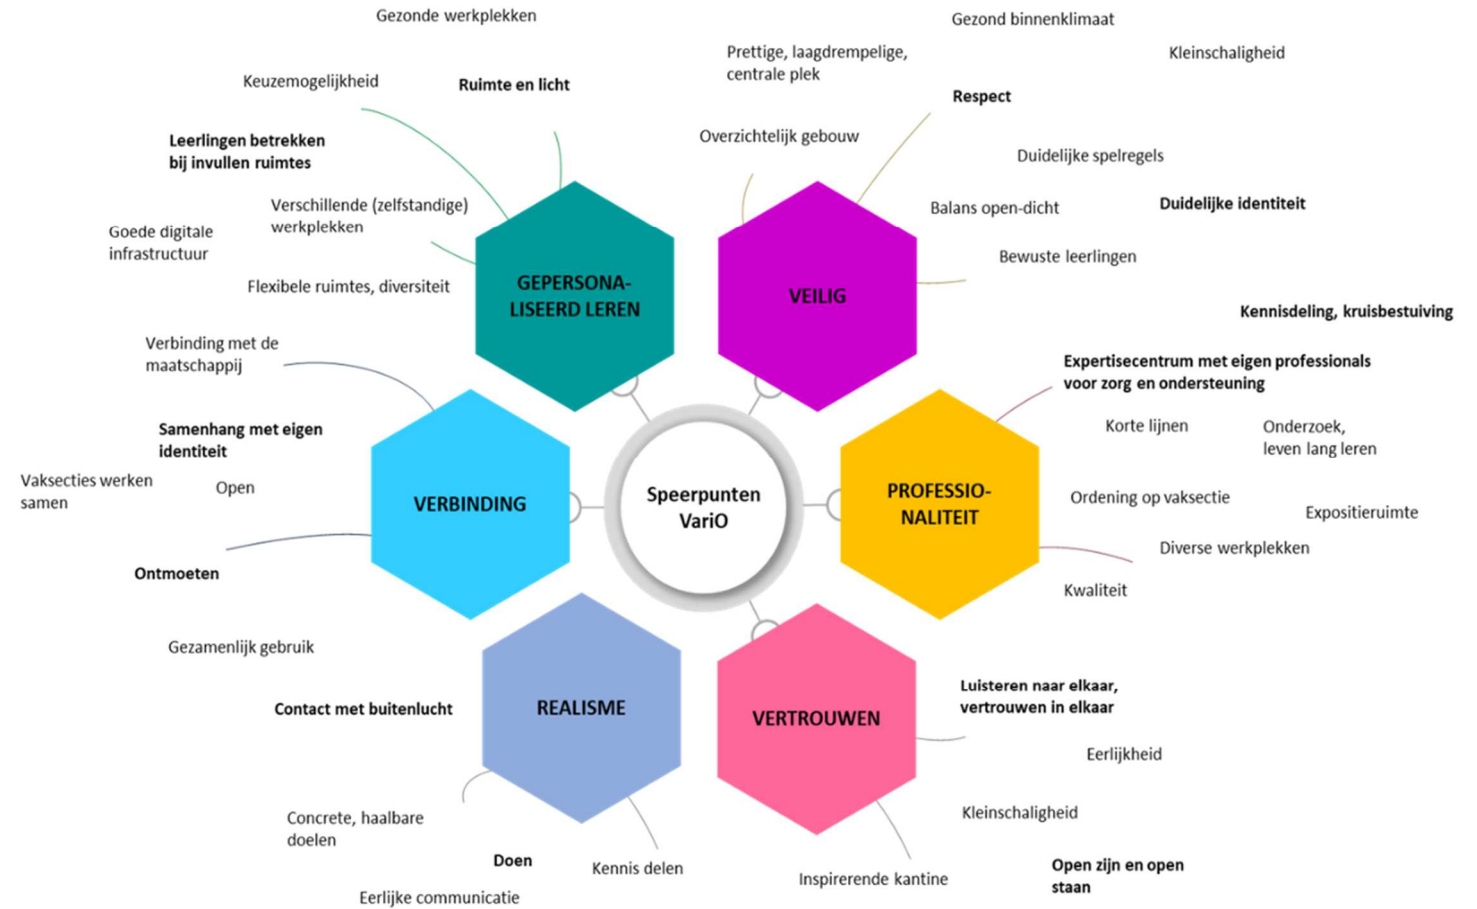 Gezonde werkplekken
Keuzemogelijkheid
Ruimte en licht
Leerlingen betrekken
bij invullen ruimtes
Verschillende (zelfstandige)
werkplekken
Goede digitale
infrastructuur
Flexibele ruimtes, diversiteit
GEPERSONA-
LISEERD LEREN
Gezond binnenklimaat
Prettige, laagdrempelige,
centrale plek
Kleinschaligheid
Respect
Overzichtelijk gebouw
Duidelijke spelregels
Balans open-dicht
Duidelijke identiteit
Bewuste leerlingen
VEILIG
Verbinding met de
maatschappij
Samenhang met eigen
identiteit
Vaksecties werken
samen
Open
Ontmoeten
VERBINDING
Speerpunten
VariO
Kennisdeling, kruisbestuiving
Expertisecentrum met eigen professionals
voor zorg en ondersteuning
Korte lijnen
Onderzoek,
leven lang leren
Ordening op vaksectie
Expositieruimte
Diverse werkplekken
Kwaliteit
PROFESSIO-
NALITEIT
Gezamenlijk gebruik
Contact met buitenlucht
REALISME
Concrete, haalbare
doelen
Doen
Kennis delen
Eerlijke communicatie
VERTROUWEN
Luisteren naar elkaar,
vertrouwen in elkaar
Eerlijkheid
Kleinschaligheid
Inspirerende kantine
Open zijn en open
staan